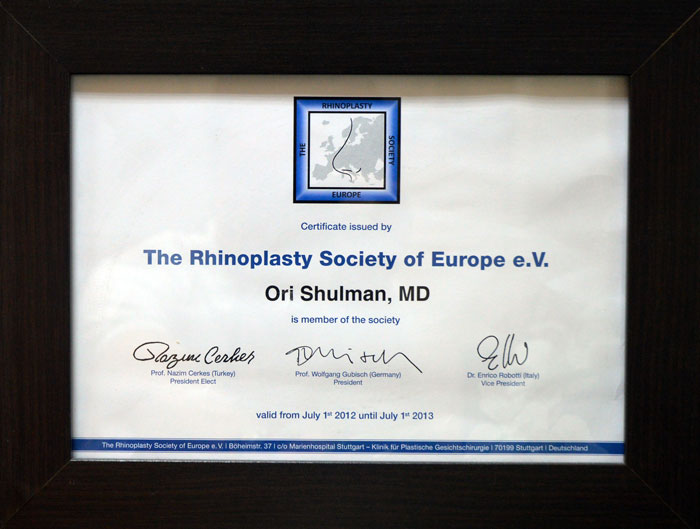 RHINOPLASTY
THE
SOCIETY
EUROPE
Certificate issued by
The Rhinoplasty Society of Europe e.V.
Ori Shulman, MD
is member of the society
Nazim Cerkes
Prof. Nazim Cerkes (Turkey)
President Elect
Prof. Wolfgang Gubisch (Germany)
President
Dr. Enrico Robotti (Italy)
Vice President
valid from July 1st 2012 until July 1st 2013
The Rhinoplasty Society of Europe e.V. | Böheimstr. 37 | c/o Marienhospital Stuttgart – Klinik für Plastische Gesichtschirurgie | 70199 Stuttgart | Deutschland